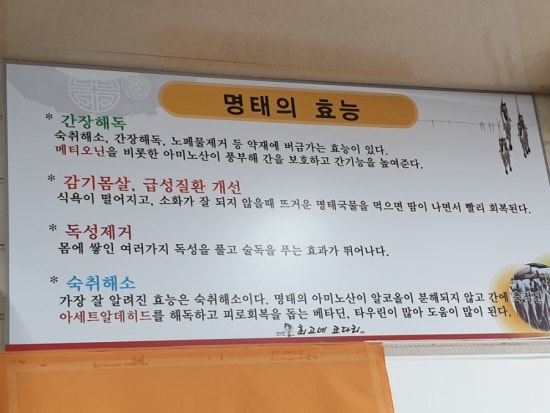 명태의 효능
* 간장해독
숙취해소, 간장해독, 노폐물제거 등 약재에 버금가는 효능이 있다.
메티오닌을 비롯한 아미노산이 풍부해 간을 보호하고 간기능을 높여준다.
* 감기몸살, 급성질환 개선
식욕이 떨어지고, 소화가 잘 되지 않을때 뜨거운 명태국물을 먹으면 땀이 나면서 빨리 회복된다.
* 독성제거
몸에 쌓인 여러가지 독성을 풀고 술독을 푸는 효과가 뛰어나다.
* 숙취해소
가장 잘 알려진 효능은 숙취해소이다. 명태의 아미노산이 알코올이 분해되지 않고 간에 축적된
아세트알데히드를 해독하고 피로회복을 돕는 베타딘, 타우린이 많아 도움이 많이 된다.
최고네 코다리